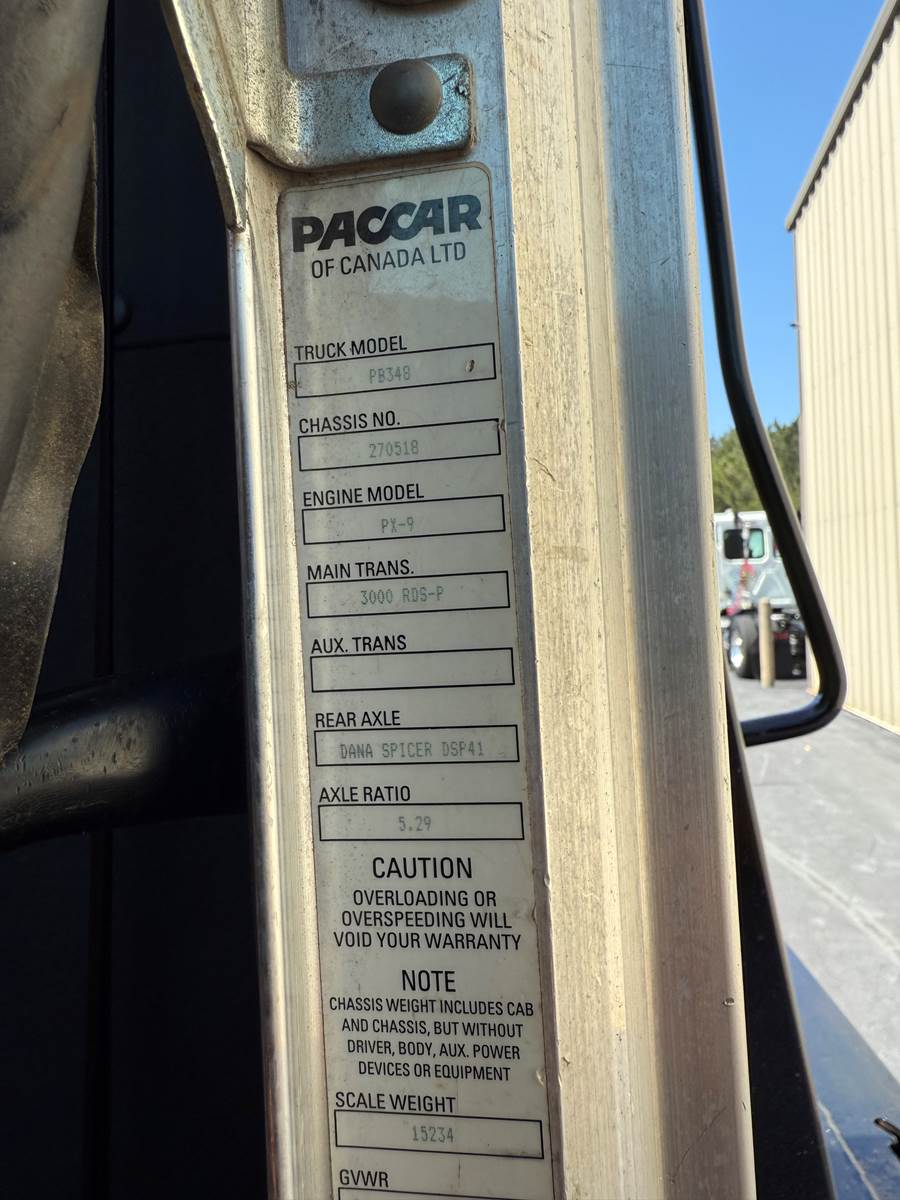 PACCAR
OF CANADA LTD
TRUCK MODEL
PB348
CHASSIS NO.
270518
ENGINE MODEL
PX-9
MAIN TRANS.
3000 RDS-P
AUX. TRANS
REAR AXLE
DANA SPICER DSP41
AXLE RATIO
5.29
CAUTION
OVERLOADING OR
OVERSPEEDING WILL
VOID YOUR WARRANTY
NOTE
CHASSIS WEIGHT INCLUDES CAB
AND CHASSIS, BUT WITHOUT
DRIVER, BODY, AUX. POWER
DEVICES OR EQUIPMENT
SCALE WEIGHT
15234
GVWR